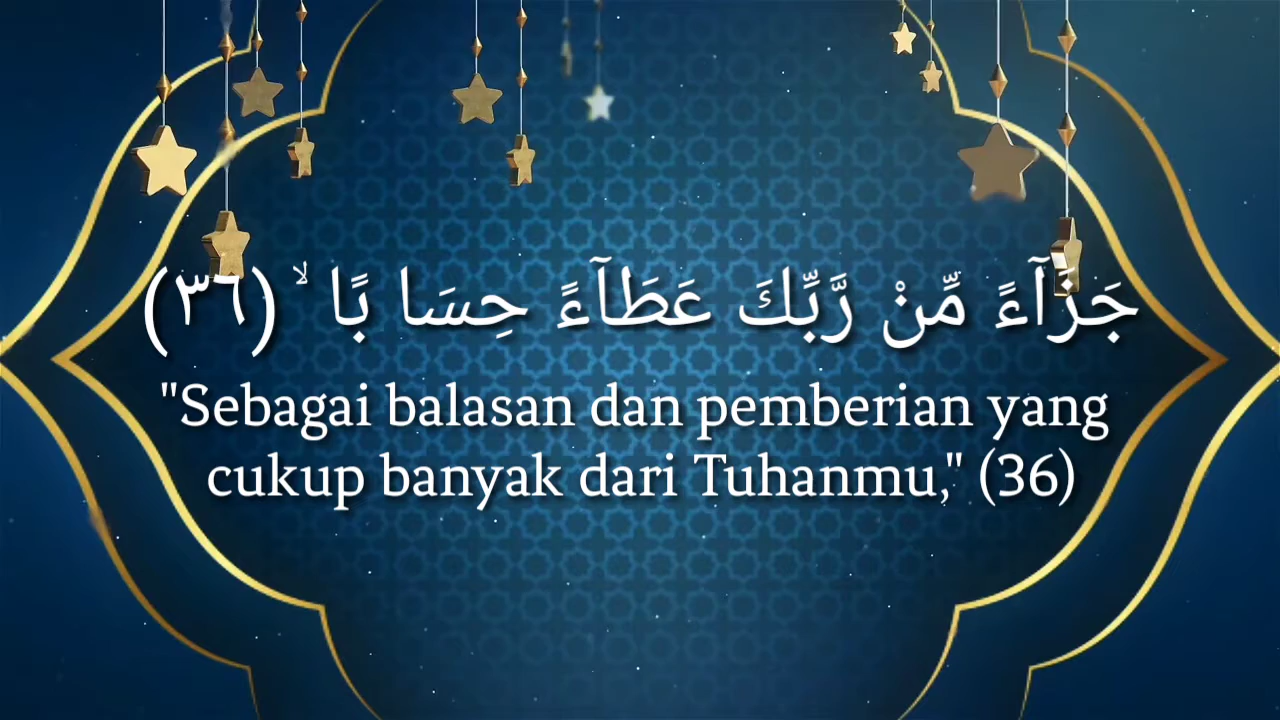 جَزَآءً مِّنْ رَّبِّكَ عَطَآءً حِسَا بًا ۙ (٣٦)
"Sebagai balasan dan pemberian yang
cukup banyak dari Tuhanmu," (36)